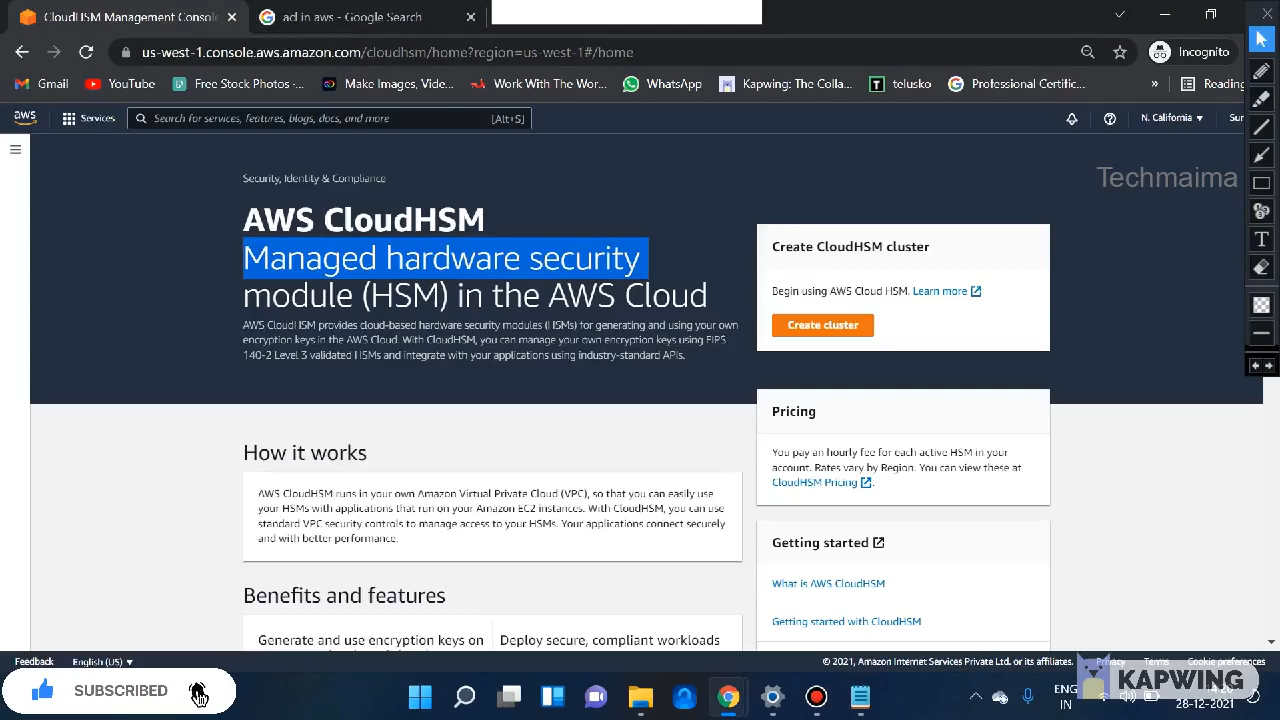 CloudHSM Management Conso
ad in aws - Google Search
us-west-1.console.aws.amazon.com/cloudhsm/home?region=us-west-1#/home
Incognito
Gmail
YouTube
Free Stock Photos -...
Make Images, Vide...
Work With The Wor...
WhatsApp
Kapwing: The Colla...
T telusko
Professional Certific...
»
Reading
aws
Services
Search for services, features, blogs, docs, and more
[Alt+S]
N. California
Sur
Security, Identity & Compliance
Techmaima
AWS CloudHSM
Managed hardware security
module (HSM) in the AWS Cloud
AWS CloudHSM provides cloud-based hardware security modules (HSMs) for generating and using your own
encryption keys in the AWS Cloud. With CloudHSM, you can manage your own encryption keys using FIPS
140-2 Level 3 validated HSMs and integrate with your applications using industry-standard APIs.
Create CloudHSM cluster
Begin using AWS Cloud HSM. Learn more
Create cluster
Pricing
You pay an hourly fee for each active HSM in your
account. Rates vary by Region. You can view these at
CloudHSM Pricing.
How it works
AWS CloudHSM runs in your own Amazon Virtual Private Cloud (VPC), so that you can easily use
your HSMs with applications that run on your Amazon EC2 instances. With CloudHSM, you can use
standard VPC security controls to manage access to your HSMs. Your applications connect securely
and with better performance.
Getting started
What is AWS CloudHSM
Getting started with CloudHSM
Benefits and features
Generate and use encryption keys on
Deploy secure, compliant workloads
Feedback
English (US)
© 2021, Amazon Internet Services Private Ltd. or its affiliates.
Privacy
Terms
Cookie preferences
SUBSCRIBED
ENG
IN
28-12-2021
KAPWING